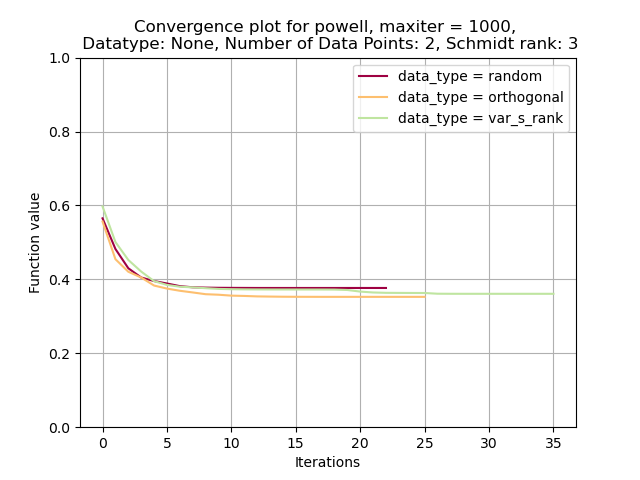 Convergence plot for powell, maxiter = 1000,
Datatype: None, Number of Data Points: 2, Schmidt rank: 3
1.0
data_type = random
data_type = orthogonal
data_type = var_s_rank
0.8
0.6
Function value
0.4
0.2
0.0
0 5 10 15 20 25 30 35
Iterations